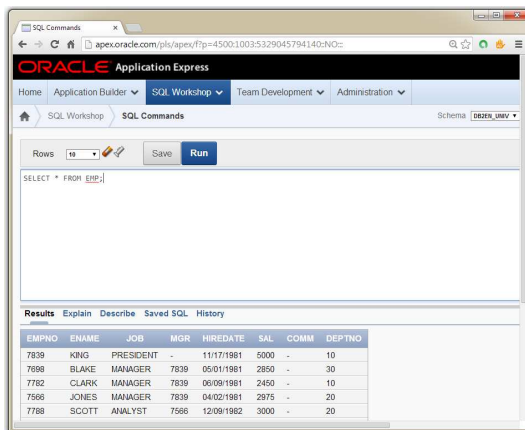 SQL Commands
apex.oracle.com/pls/apex/f?p=4500:1003:5329045794140::NO:::
ORACLE Application Express
Home Application Builder SQL Workshop Team Development Administration
SQL Workshop SQL Commands Schema DB2EN_UNIV
Rows 10 Save Run
SELECT * FROM EMP;
Results Explain Describe Saved SQL History
EMPNO ENAME JOB MGR HIREDATE SAL COMM DEPTNO
7839 KING PRESIDENT - 11/17/1981 5000 - 10
7698 BLAKE MANAGER 7839 05/01/1981 2850 - 30
7782 CLARK MANAGER 7839 06/09/1981 2450 - 10
7566 JONES MANAGER 7839 04/02/1981 2975 - 20
7788 SCOTT ANALYST 7566 12/09/1982 3000 - 20